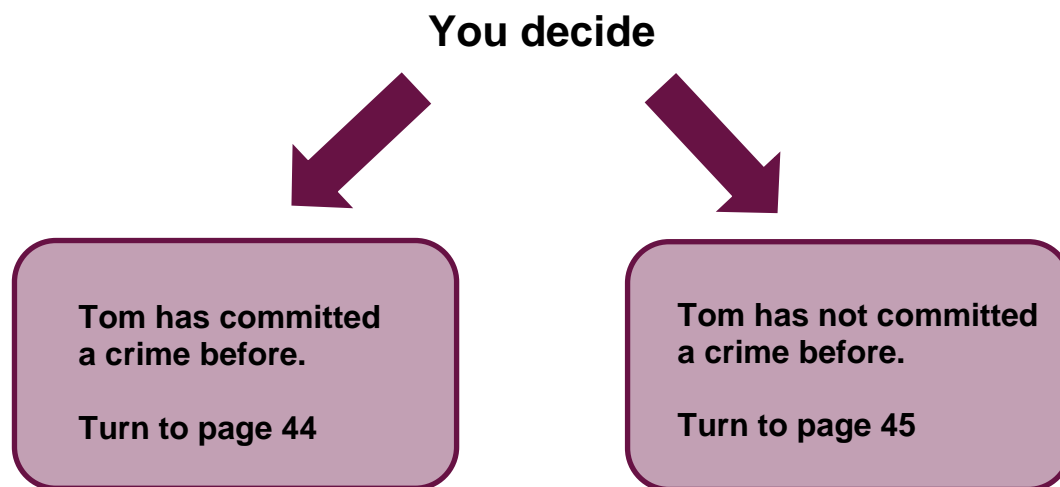 You decide
Tom has committed
a crime before.
Turn to page 44
Tom has not committed
a crime before.
Turn to page 45